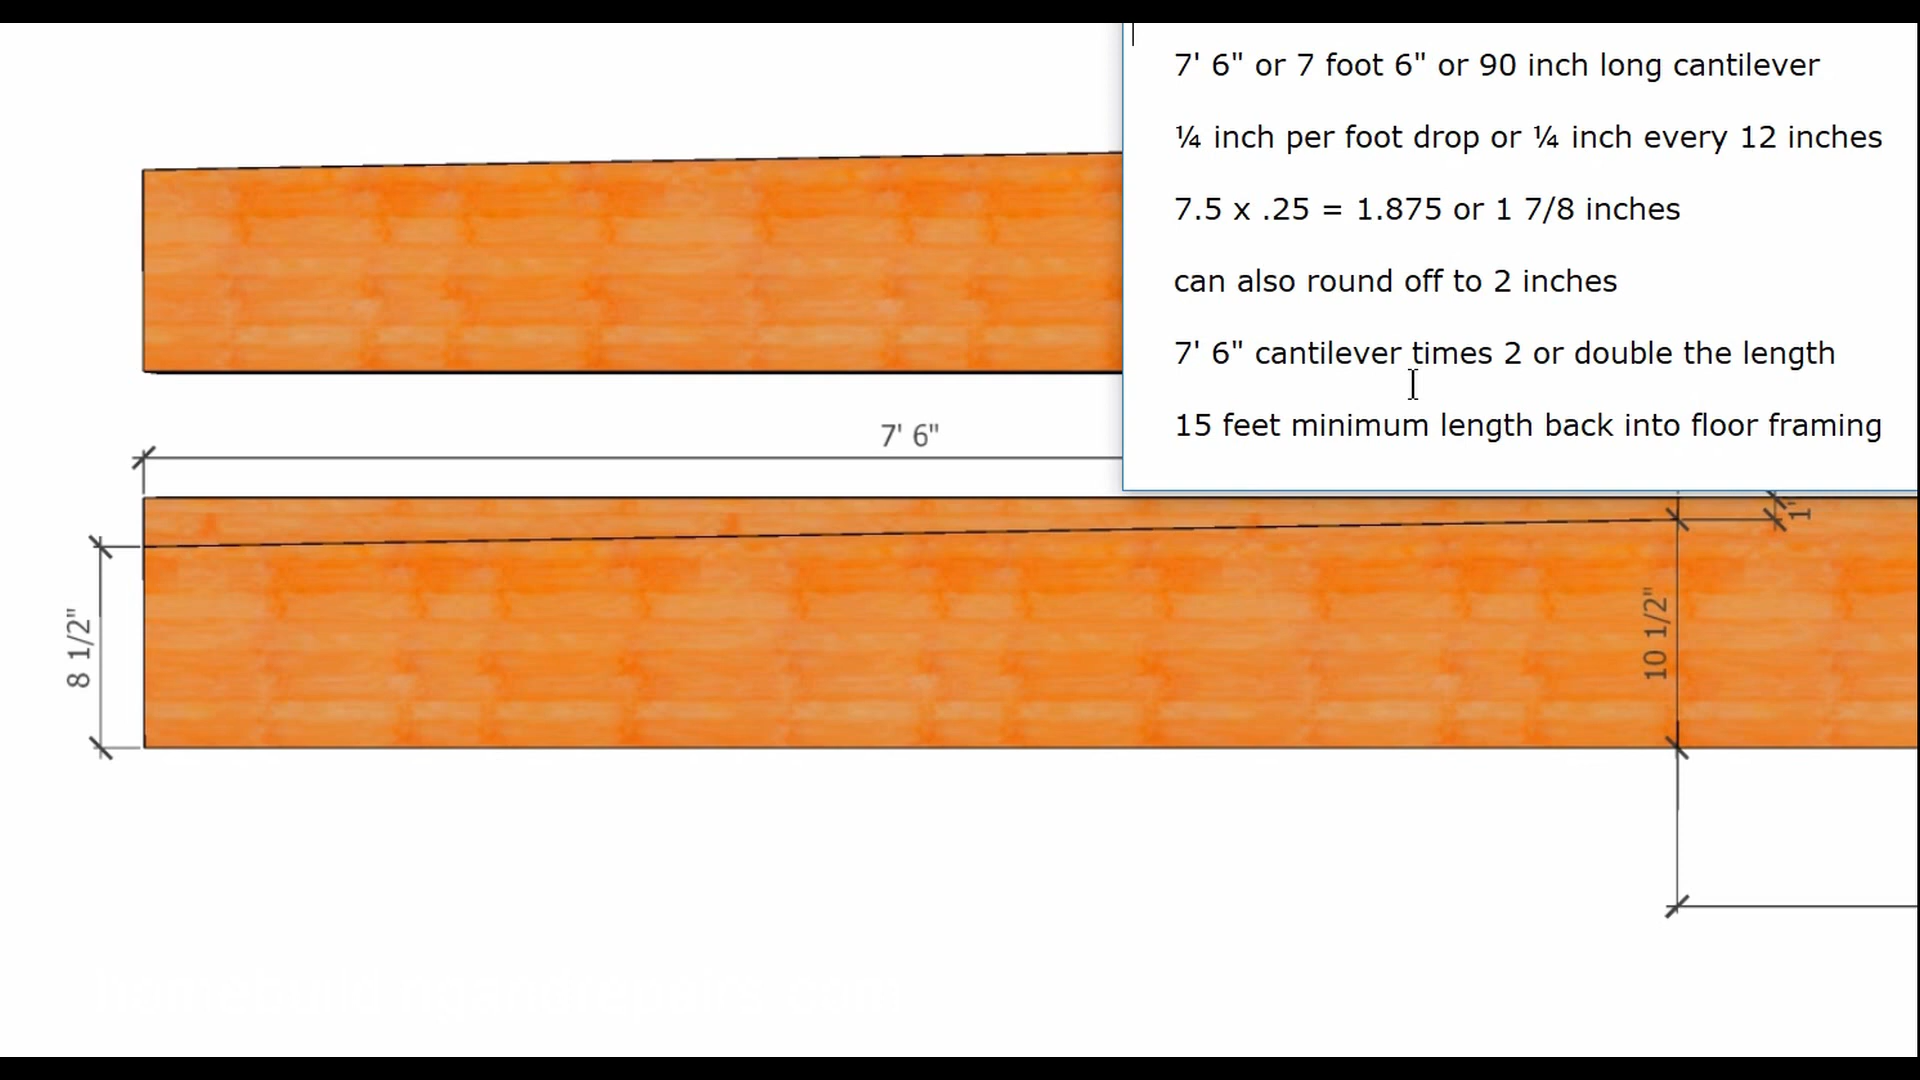 7' 6" or 7 foot 6" or 90 inch long cantilever
¼ inch per foot drop or ¼ inch every 12 inches
7.5 x .25 = 1.875 or 1 7/8 inches
can also round off to 2 inches
7' 6" cantilever times 2 or double the length
15 feet minimum length back into floor framing
7' 6"
8 1/2"
10 1/2"